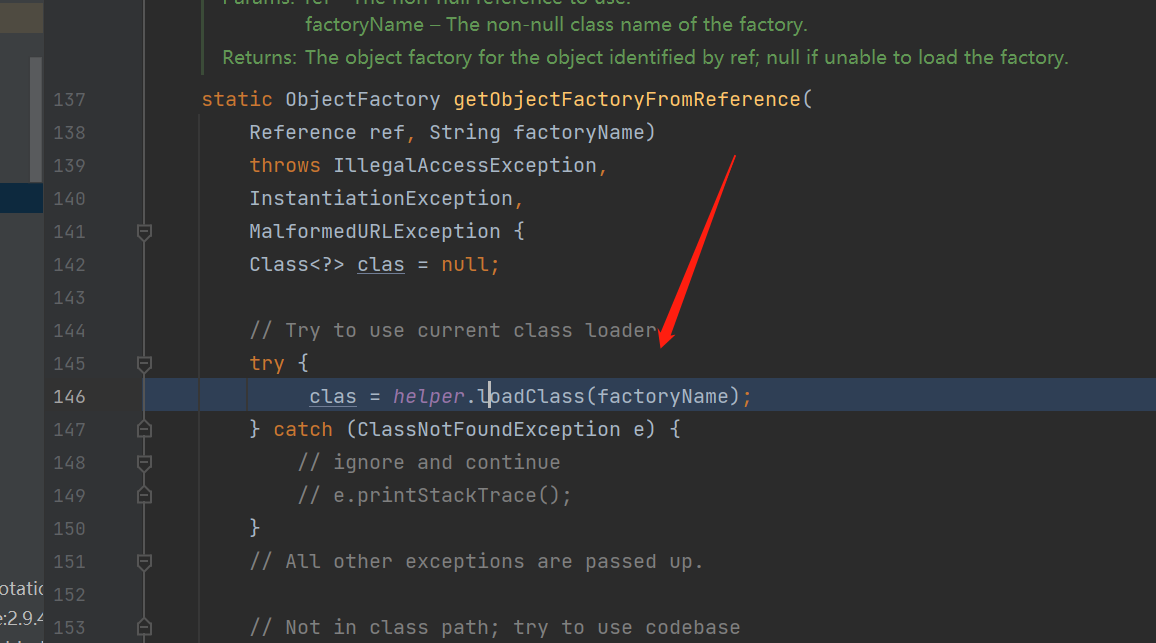 Params: ref – The non-null reference to use.
factoryName – The non-null class name of the factory.
Returns: The object factory for the object identified by ref; null if unable to load the factory.
137 static ObjectFactory getObjectFactoryFromReference(
138 Reference ref, String factoryName)
139 throws IllegalAccessException,
140 InstantiationException,
141 MalformedURLException {
142 Class<?> clas = null;
143
144 // Try to use current class loader
145 try {
146 clas = helper.loadClass(factoryName);
147 } catch (ClassNotFoundException e) {
148 // ignore and continue
149 // e.printStackTrace();
150 }
151 // All other exceptions are passed up.
otatio
152
e:2.9.4
153 // Not in class path; try to use codebase